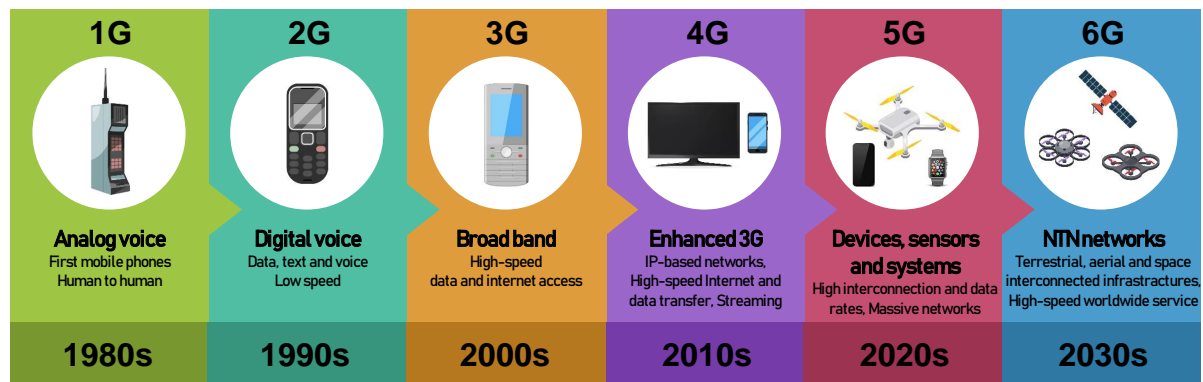 1G
Analog voice
First mobile phones
Human to human
1980s
2G
Digital voice
Data, text and voice
Low speed
1990s
3G
Broad band
High-speed
data and internet access
2000s
4G
Enhanced 3G
IP-based networks,
High-speed Internet and
data transfer, Streaming
2010s
5G
Devices, sensors
and systems
High interconnection and data
rates, Massive networks
2020s
6G
NTN networks
Terrestrial, aerial and space
interconnected infrastructures,
High-speed worldwide service
2030s